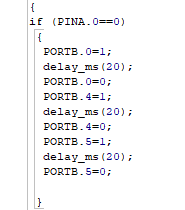 {
if (PINA.0==0)
{
PORTB.0=1;
delay_ms(20);
PORTB.0=0;
PORTB.4=1;
delay_ms(20);
PORTB.4=0;
PORTB.5=1;
delay_ms(20);
PORTB.5=0;
}